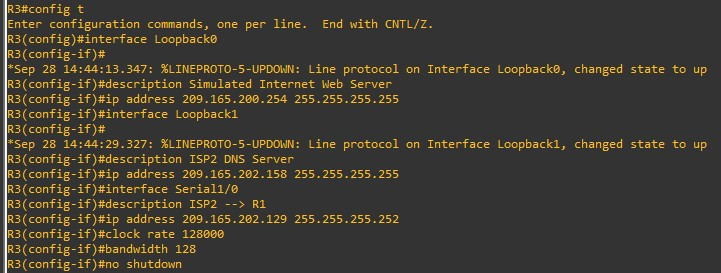 R3#config t
Enter configuration commands, one per line.  End with CNTL/Z.
R3(config)#interface Loopback0
R3(config-if)#
*Sep 28 14:44:13.347: %LINEPROTO-5-UPDOWN: Line protocol on Interface Loopback0, changed state to up
R3(config-if)#description Simulated Internet Web Server
R3(config-if)#ip address 209.165.200.254 255.255.255.255
R3(config-if)#interface Loopback1
R3(config-if)#
*Sep 28 14:44:29.327: %LINEPROTO-5-UPDOWN: Line protocol on Interface Loopback1, changed state to up
R3(config-if)#description ISP2 DNS Server
R3(config-if)#ip address 209.165.202.158 255.255.255.255
R3(config-if)#interface Serial1/0
R3(config-if)#description ISP2 --> R1
R3(config-if)#ip address 209.165.202.129 255.255.255.252
R3(config-if)#clock rate 128000
R3(config-if)#bandwidth 128
R3(config-if)#no shutdown